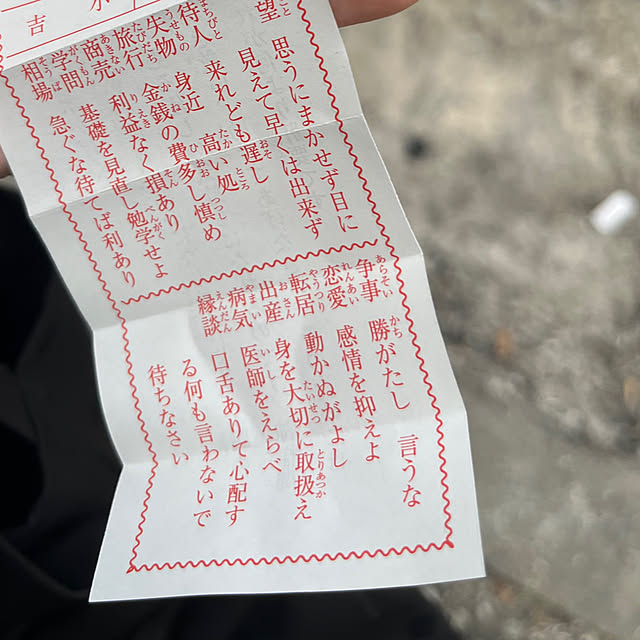 吉
望 思うにまかせず目に
見えて早くは出来ず
待人 来れども遅し
失物 身近 高い処
旅行 金銭の費多し慎め
商売 利益なく損あり
学問 基礎を見直し勉学せよ
相場 急ぐな待てば利あり
争事 勝がたし 言うな
恋愛 感情を抑えよ
転居 動かぬがよし
出産 身を大切に取扱え
病気 医師をえらべ
縁談 口舌ありて心配す
る何も言わないで
待ちなさい